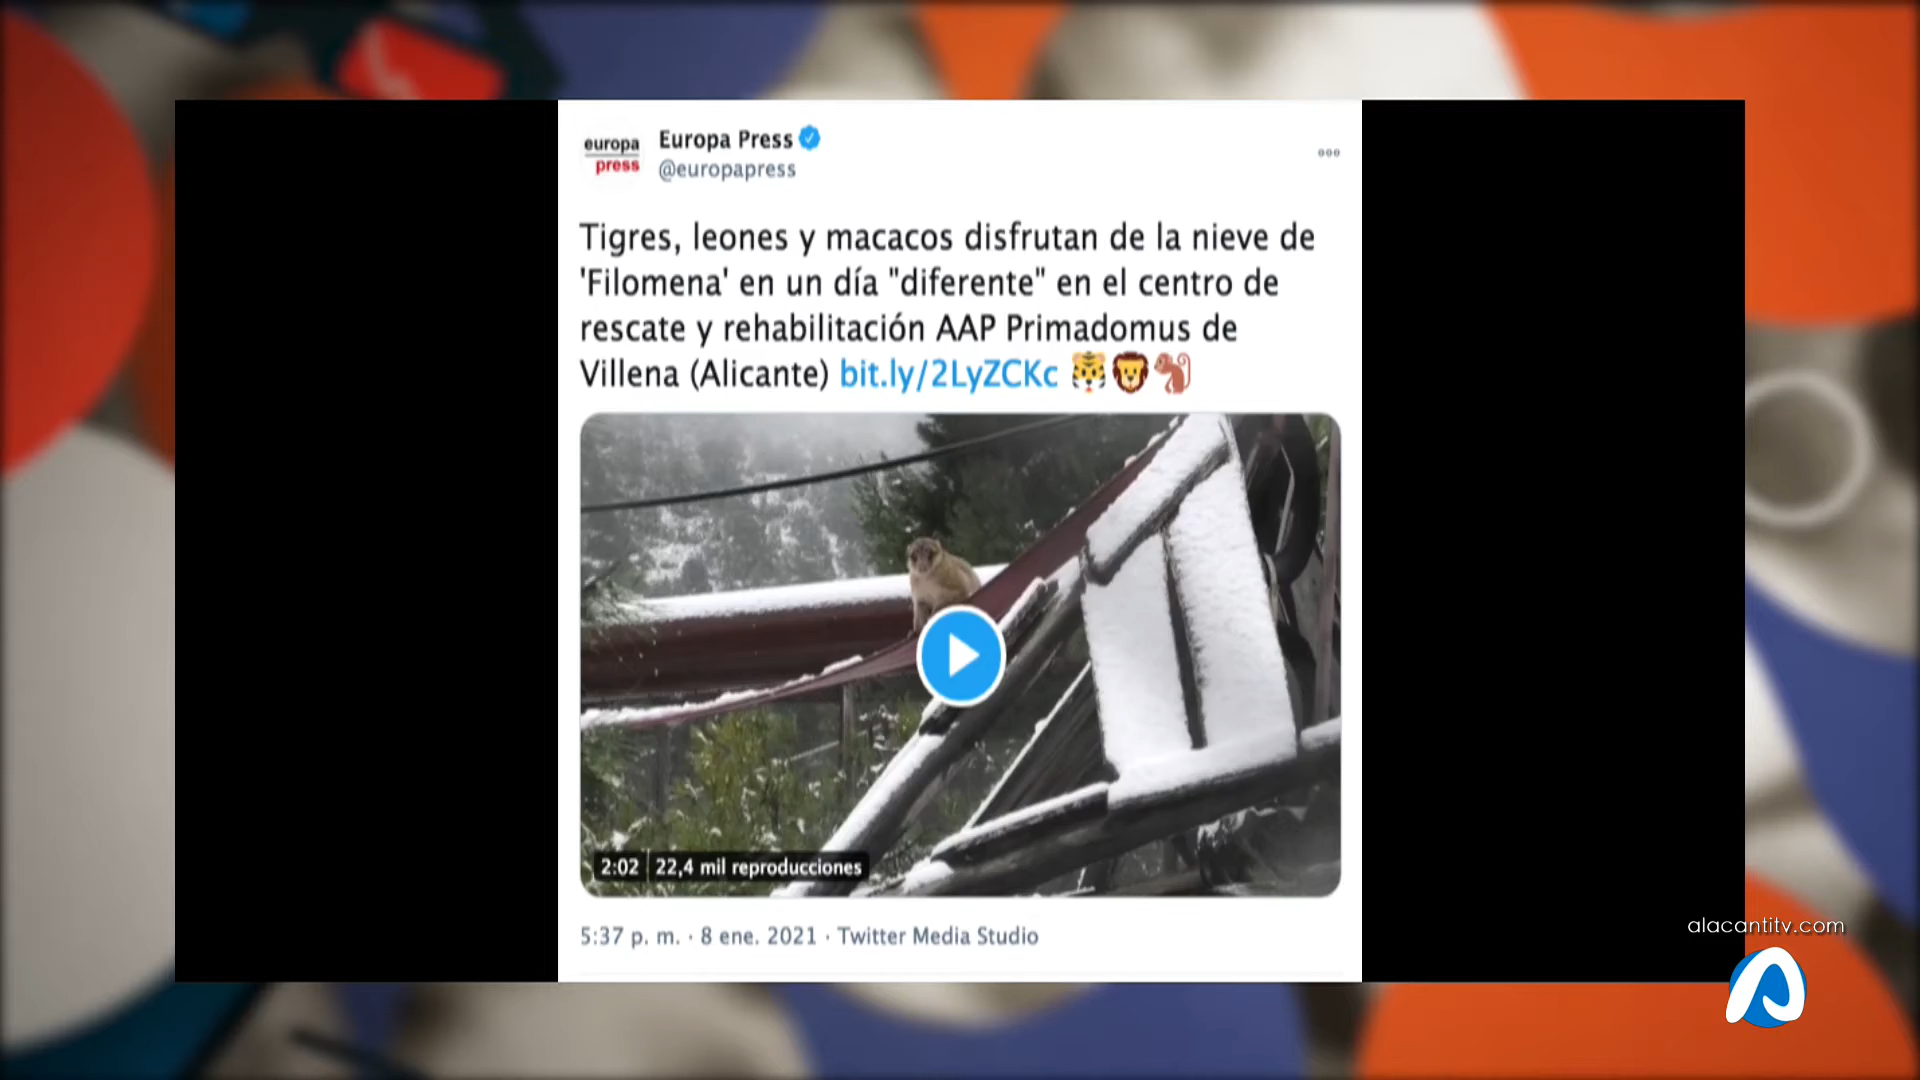 europa
press
Europa Press
@europapress
Tigres, leones y macacos disfrutan de la nieve de
'Filomena' en un día "diferente" en el centro de
rescate y rehabilitación AAP Primadomus de
Villena (Alicante) bit.ly/2LyZCKc 🐯🦁🐒
2:02 22,4 mil reproducciones
5:37 p. m. · 8 ene. 2021 · Twitter Media Studio
alacantitv.com